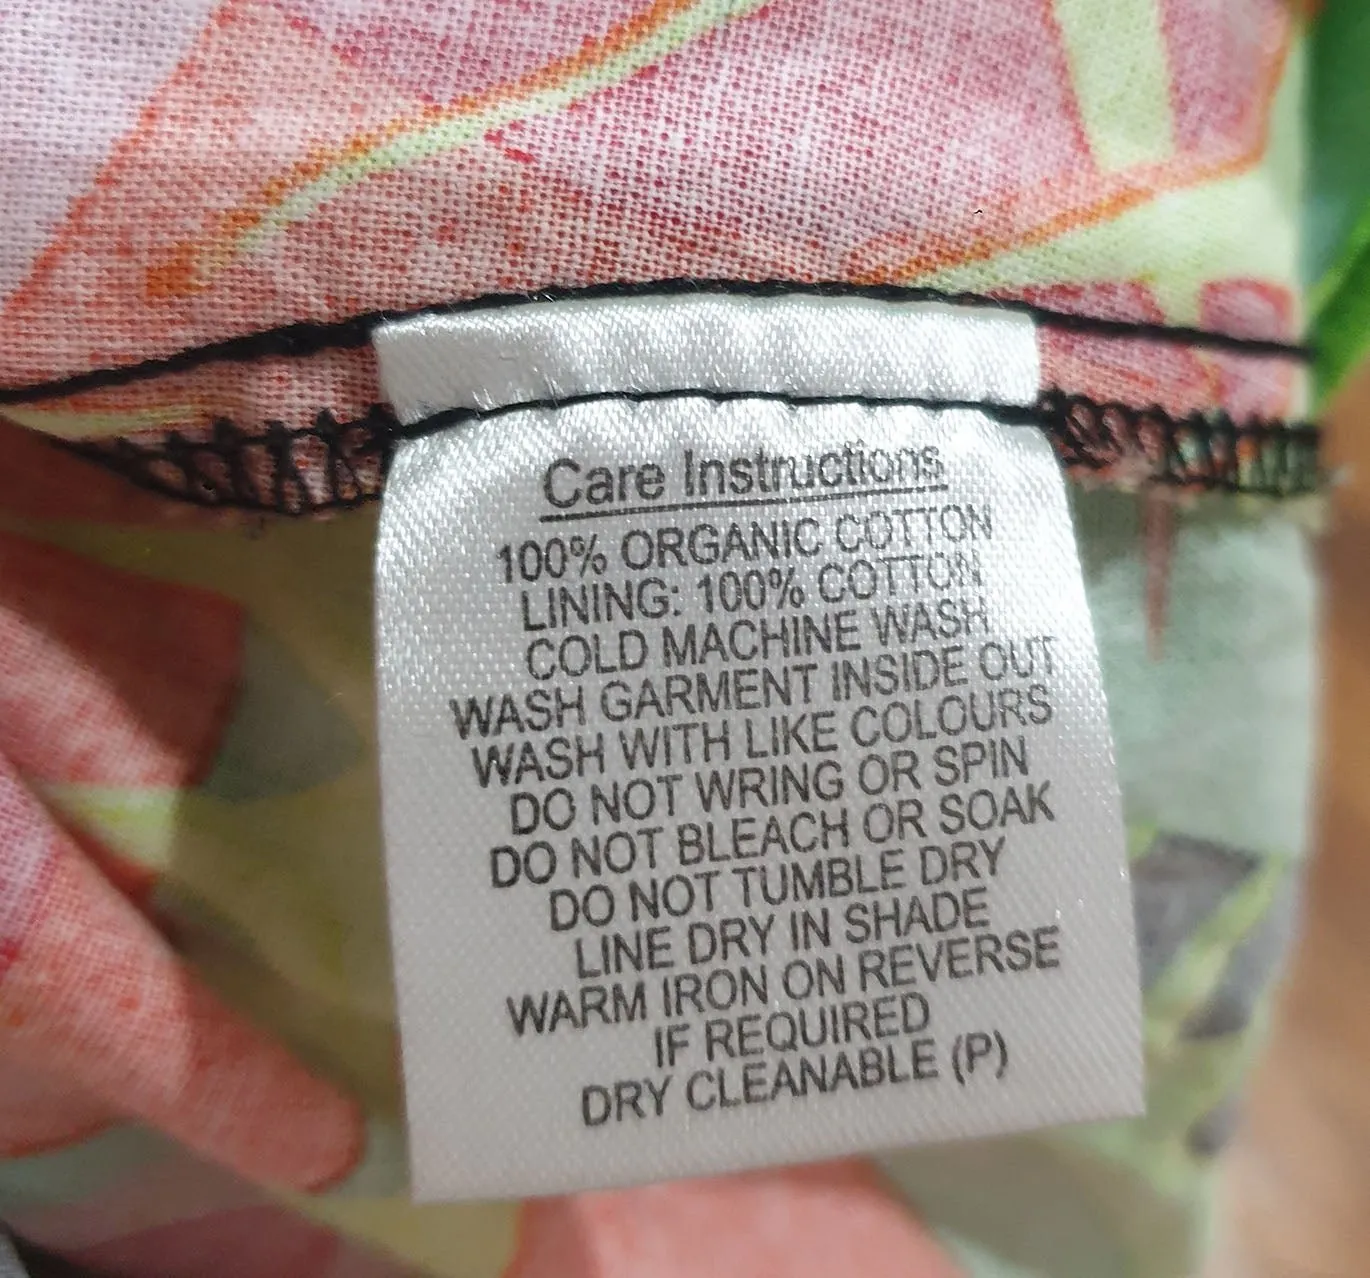 Care Instructions
100% ORGANIC COTTON
LINING: 100% COTTON
COLD MACHINE WASH
WASH GARMENT INSIDE OUT
WASH WITH LIKE COLOURS
DO NOT WRING OR SPIN
DO NOT BLEACH OR SOAK
DO NOT TUMBLE DRY
LINE DRY IN SHADE
WARM IRON ON REVERSE
IF REQUIRED
DRY CLEANABLE (P)